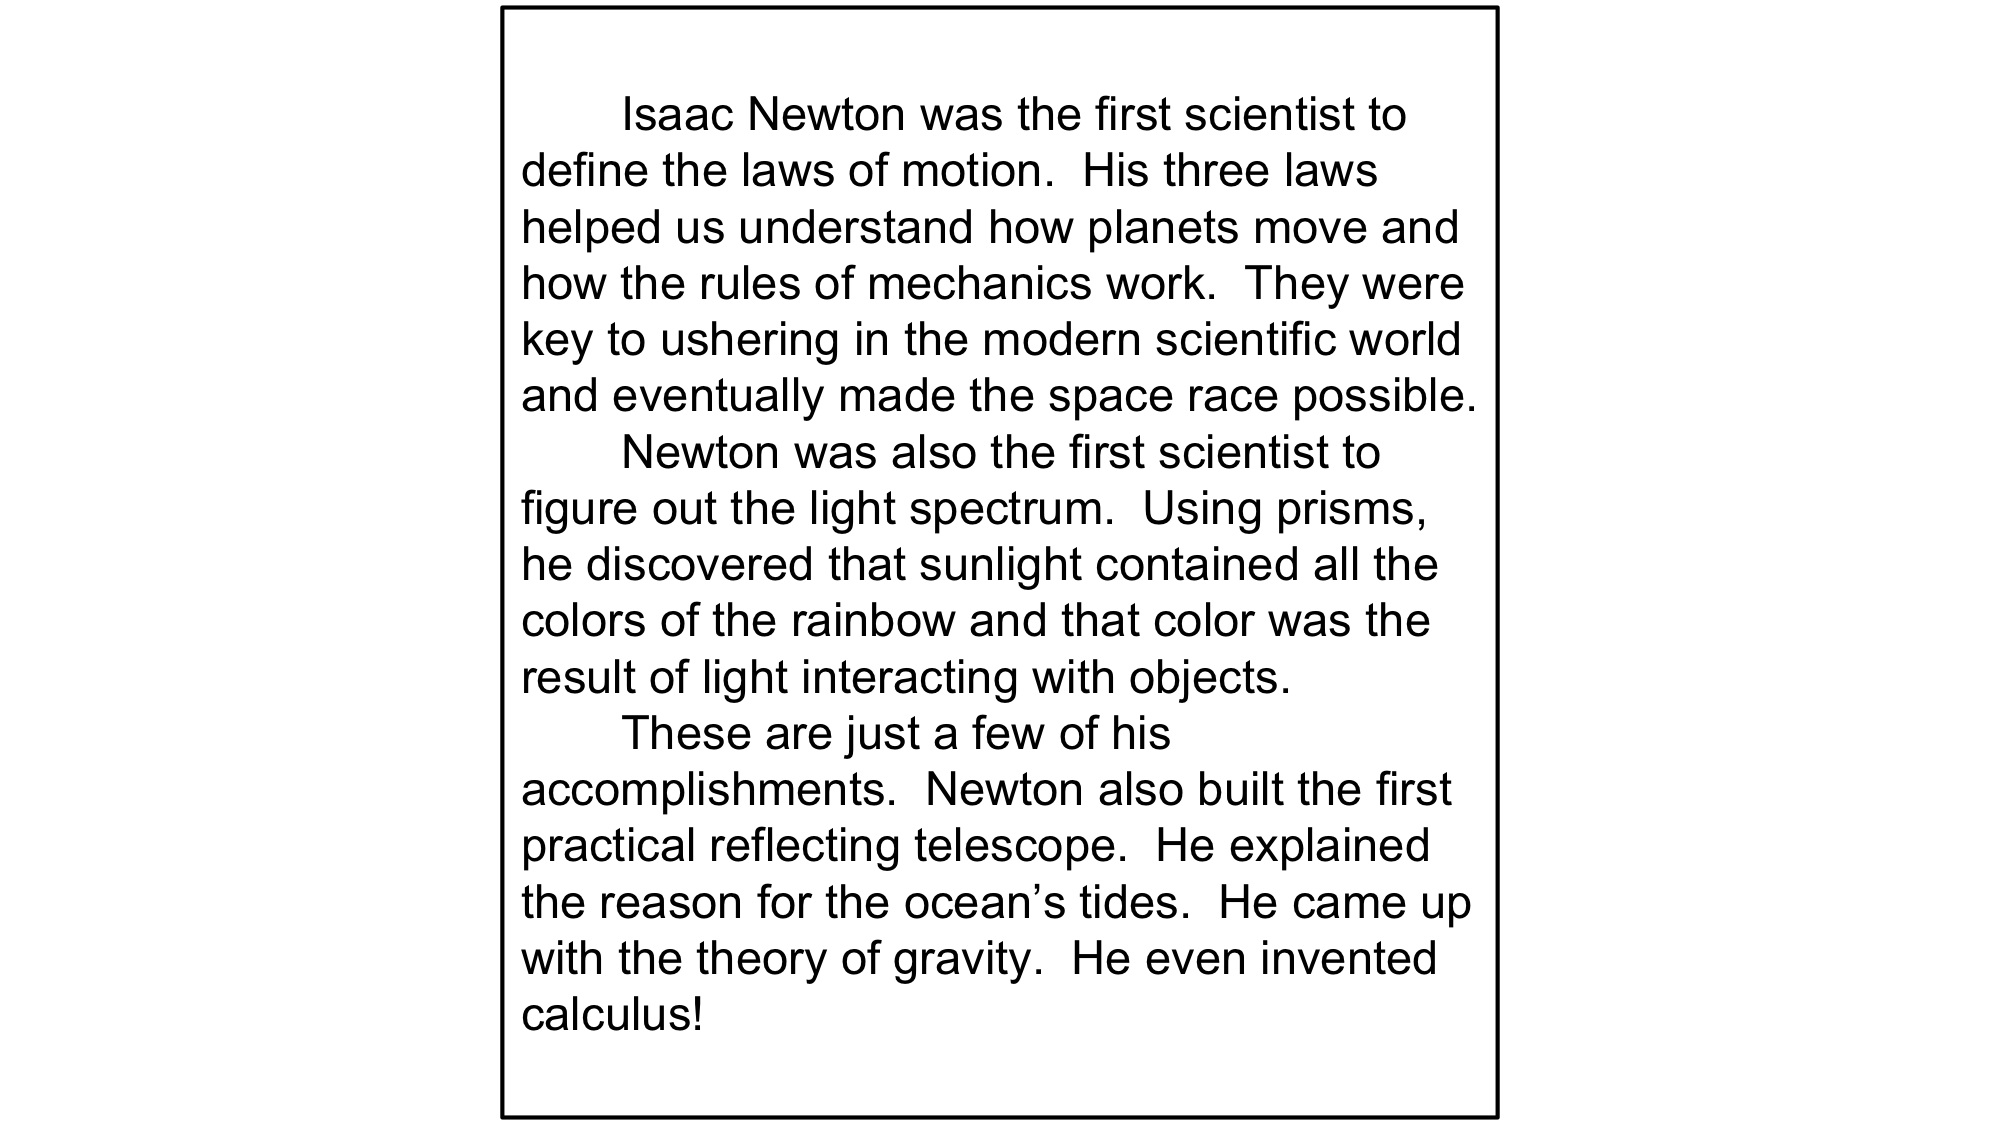 Isaac Newton was the first scientist to
define the laws of motion.  His three laws
helped us understand how planets move and
how the rules of mechanics work.  They were
key to ushering in the modern scientific world
and eventually made the space race possible.
Newton was also the first scientist to
figure out the light spectrum.  Using prisms,
he discovered that sunlight contained all the
colors of the rainbow and that color was the
result of light interacting with objects.
These are just a few of his
accomplishments.  Newton also built the first
practical reflecting telescope.  He explained
the reason for the ocean’s tides.  He came up
with the theory of gravity.  He even invented
calculus!